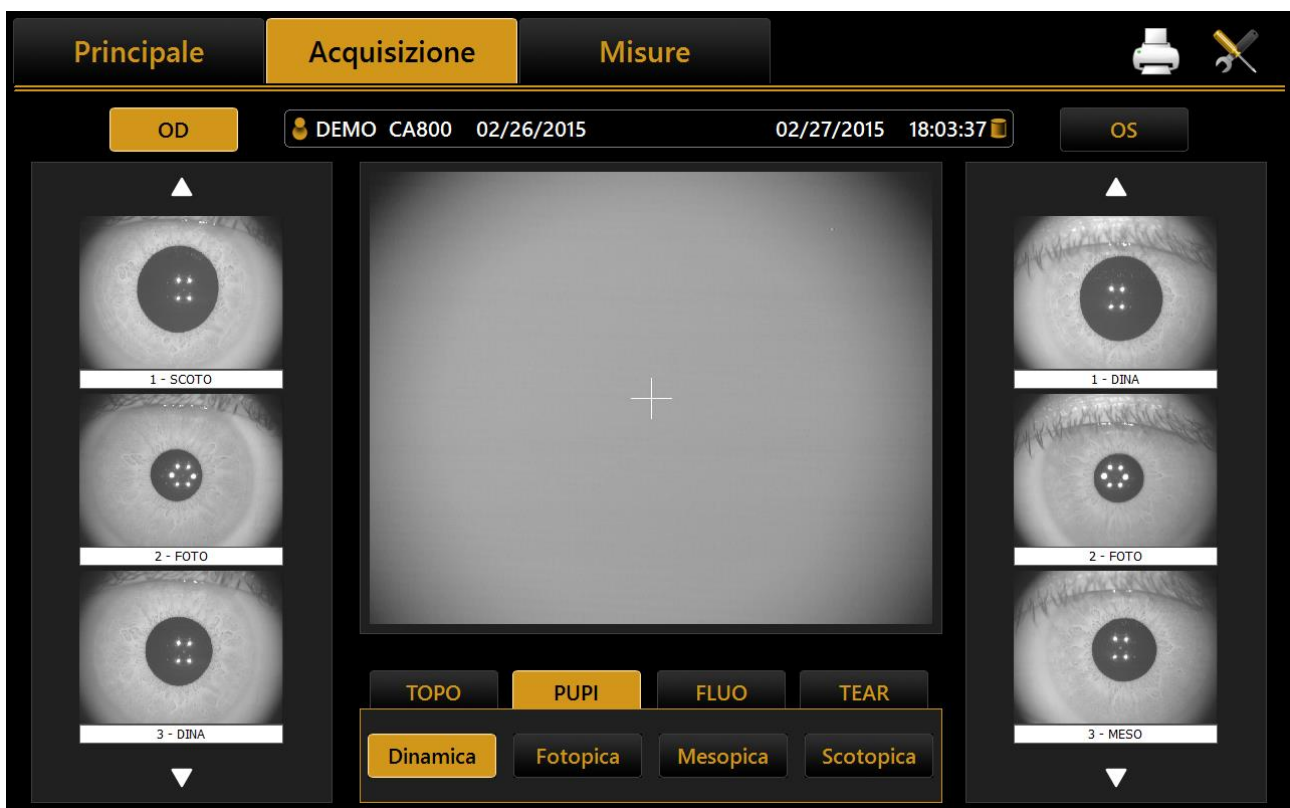 Principale Acquisizione Misure
OD DEMO CA800 02/26/2015 02/27/2015 18:03:37 OS
1 - SCOTO
2 - FOTO
3 - DINA
1 - DINA
2 - FOTO
3 - MESO
TOPO PUPI FLUO TEAR
Dinamica Fotopica Mesopica Scotopica